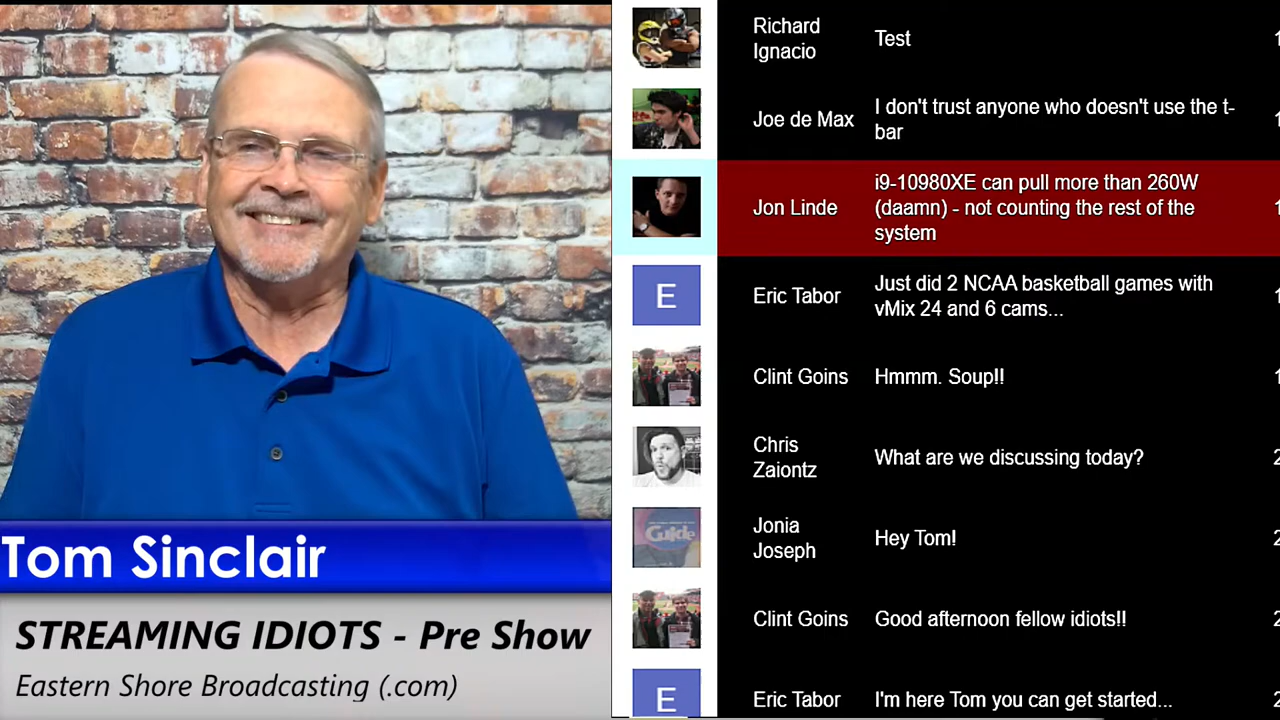 Tom Sinclair
STREAMING IDIOTS - Pre Show
Eastern Shore Broadcasting (.com)
Richard
Ignacio
Test
Joe de Max
I don't trust anyone who doesn't use the t-
bar
Jon Linde
i9-10980XE can pull more than 260W
(daamn) - not counting the rest of the
system
E
Eric Tabor
Just did 2 NCAA basketball games with
vMix 24 and 6 cams...
Clint Goins
Hmmm. Soup!!
Chris
Zaiontz
What are we discussing today?
Guide
Jonia
Joseph
Hey Tom!
Clint Goins
Good afternoon fellow idiots!!
E
Eric Tabor
I'm here Tom you can get started...